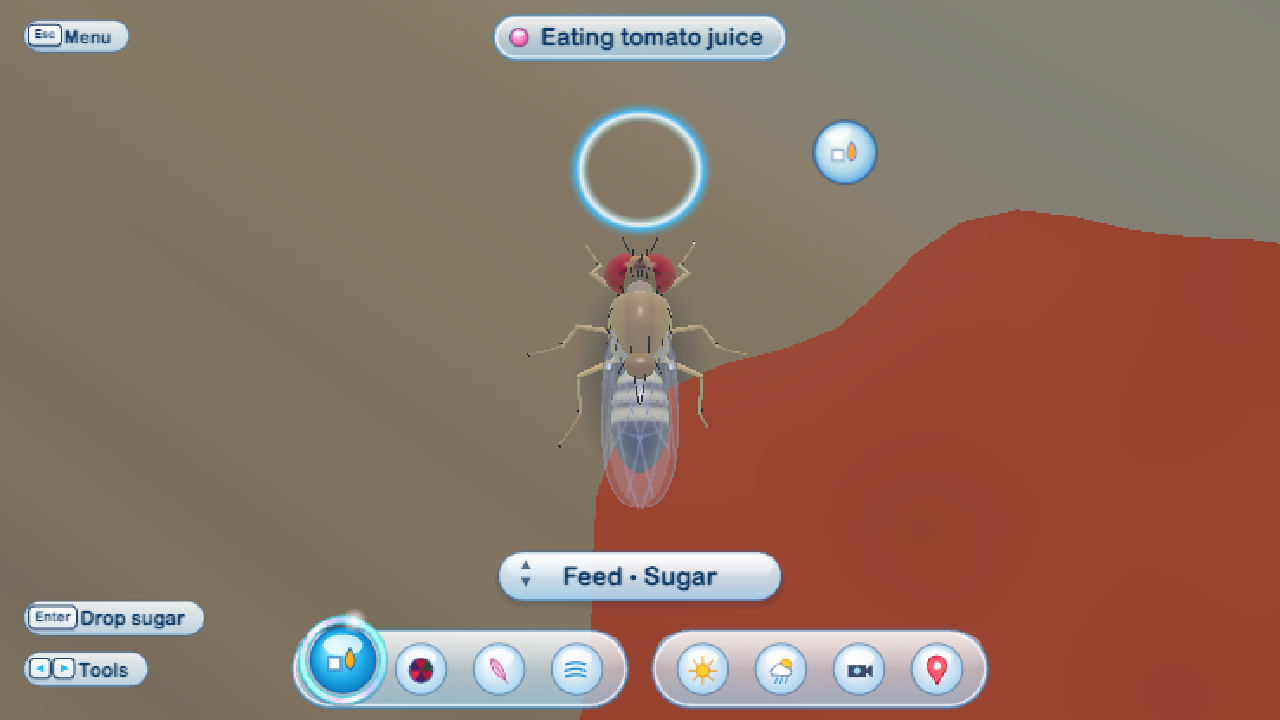 Esc Menu
Eating tomato juice
Feed • Sugar
Enter Drop sugar
Tools